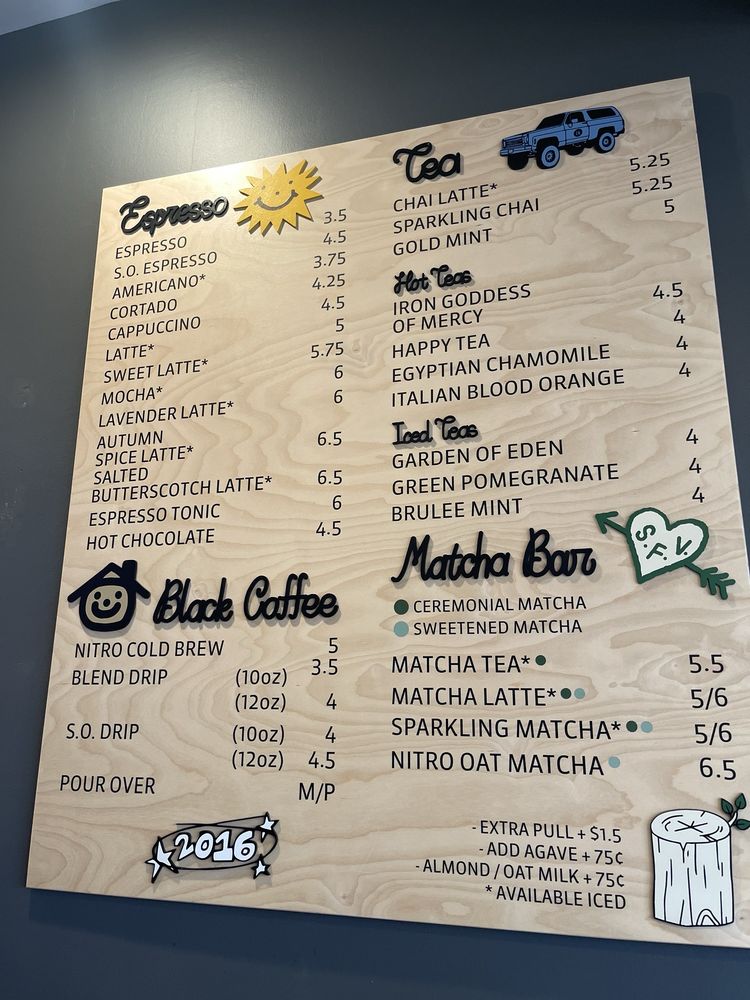 Espresso
ESPRESSO 3.5
S.O. ESPRESSO 4.5
AMERICANO* 3.75
CORTADO 4.25
CAPPUCCINO 4.5
LATTE* 5
SWEET LATTE* 5.75
MOCHA* 6
LAVENDER LATTE* 6
AUTUMN
SPICE LATTE* 6.5
SALTED
BUTTERSCOTCH LATTE* 6.5
ESPRESSO TONIC 6
HOT CHOCOLATE 4.5
Black Coffee
NITRO COLD BREW 5
BLEND DRIP (10oz) 3.5
(12oz) 4
S.O. DRIP (10oz) 4
(12oz) 4.5
POUR OVER M/P
2016
Tea
CHAI LATTE* 5.25
SPARKLING CHAI 5.25
GOLD MINT 5
Hot Teas
IRON GODDESS
OF MERCY 4.5
HAPPY TEA 4
EGYPTIAN CHAMOMILE 4
ITALIAN BLOOD ORANGE 4
Iced Teas
GARDEN OF EDEN 4
GREEN POMEGRANATE 4
BRULEE MINT 4
Matcha Bar
S.F.
V.
CEREMONIAL MATCHA
SWEETENED MATCHA
MATCHA TEA* 5.5
MATCHA LATTE* 5/6
SPARKLING MATCHA* 5/6
NITRO OAT MATCHA 6.5
- EXTRA PULL + $1.5
- ADD AGAVE + 75¢
- ALMOND / OAT MILK + 75¢
* AVAILABLE ICED